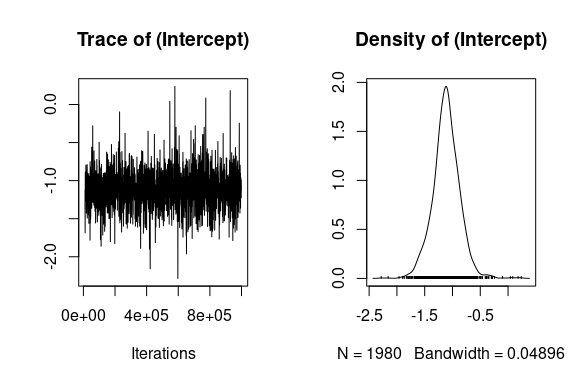 Trace of (Intercept)
0.0
-1.0
-2.0
0e+00 4e+05 8e+05
Iterations
Density of (Intercept)
2.0
1.5
1.0
0.5
0.0
-2.5 -1.5 -0.5
N = 1980 Bandwidth = 0.04896